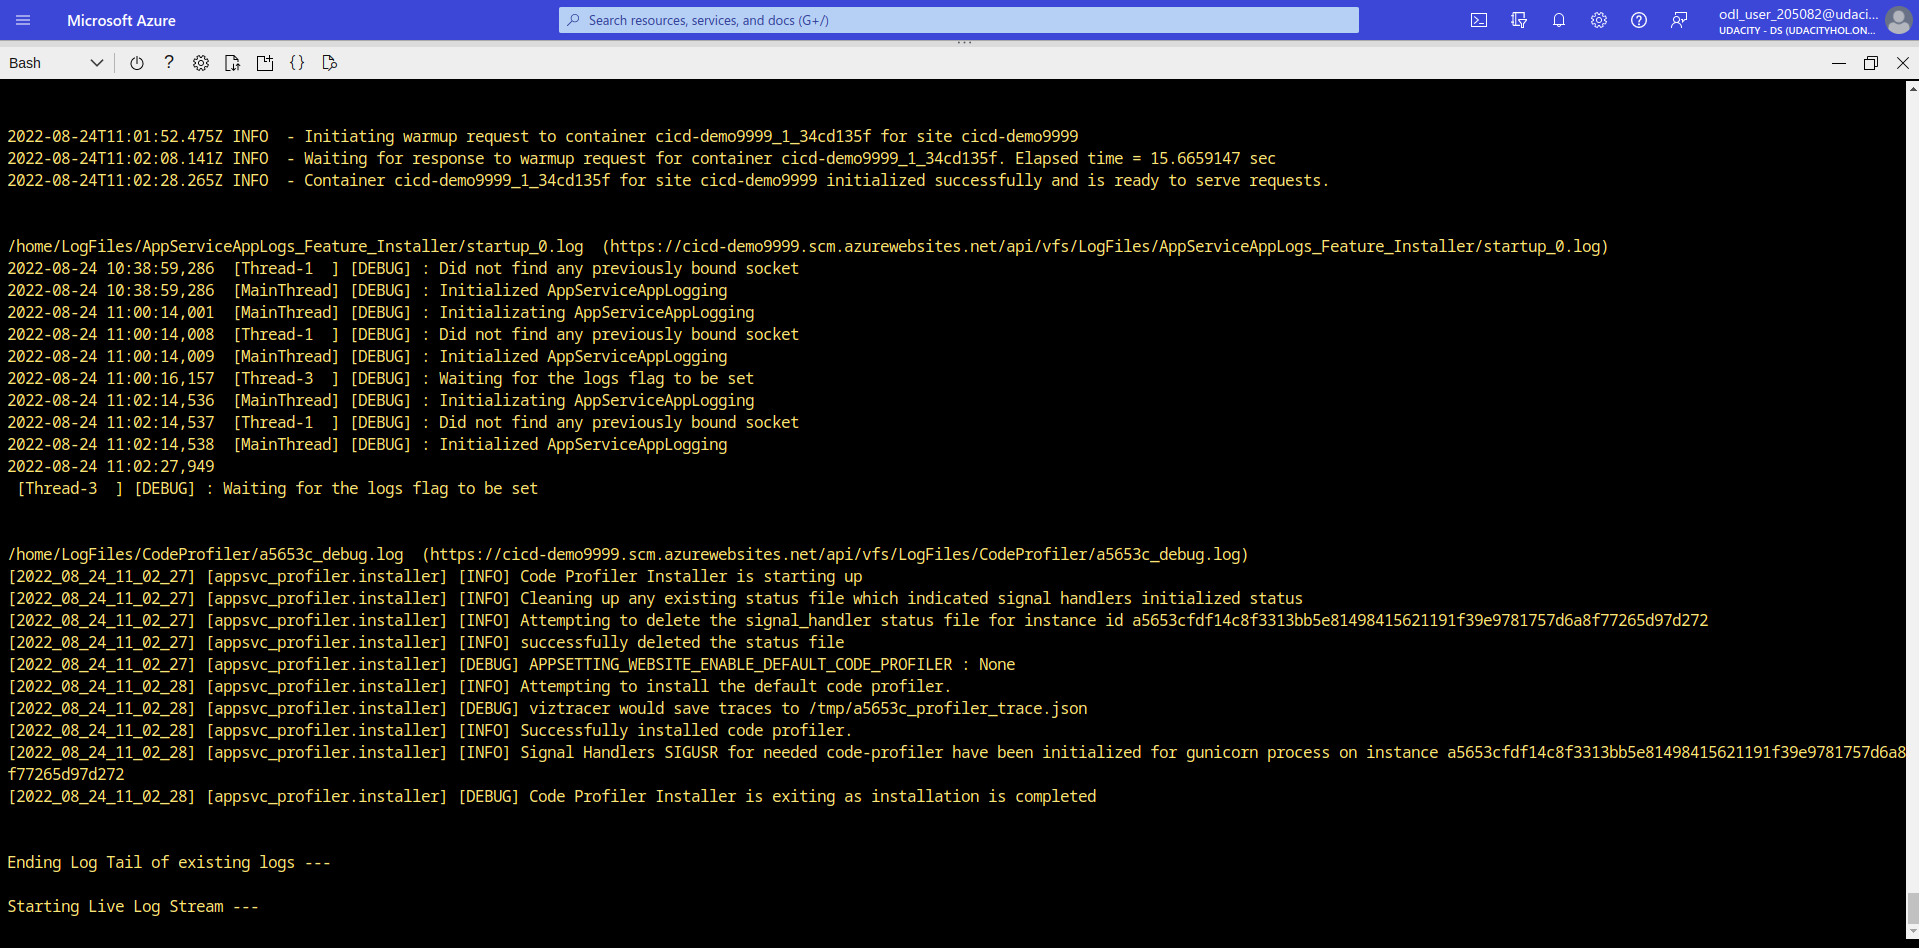 Microsoft Azure
Search resources, services, and docs (G+/)
odl_user_205082@udaci...
UDACITY - DS (UDACITYHOL.ON...
Bash
2022-08-24T11:01:52.475Z INFO  - Initiating warmup request to container cicd-demo9999_1_34cd135f for site cicd-demo9999
2022-08-24T11:02:08.141Z INFO  - Waiting for response to warmup request for container cicd-demo9999_1_34cd135f. Elapsed time = 15.6659147 sec
2022-08-24T11:02:28.265Z INFO  - Container cicd-demo9999_1_34cd135f for site cicd-demo9999 initialized successfully and is ready to serve requests.
/home/LogFiles/AppServiceAppLogs_Feature_Installer/startup_0.log  (https://cicd-demo9999.scm.azurewebsites.net/api/vfs/LogFiles/AppServiceAppLogs_Feature_Installer/startup_0.log)
2022-08-24 10:38:59,286  [Thread-1  ] [DEBUG] : Did not find any previously bound socket
2022-08-24 10:38:59,286  [MainThread] [DEBUG] : Initialized AppServiceAppLogging
2022-08-24 11:00:14,001  [MainThread] [DEBUG] : Initializating AppServiceAppLogging
2022-08-24 11:00:14,008  [Thread-1  ] [DEBUG] : Did not find any previously bound socket
2022-08-24 11:00:14,009  [MainThread] [DEBUG] : Initialized AppServiceAppLogging
2022-08-24 11:00:16,157  [Thread-3  ] [DEBUG] : Waiting for the logs flag to be set
2022-08-24 11:02:14,536  [MainThread] [DEBUG] : Initializating AppServiceAppLogging
2022-08-24 11:02:14,537  [Thread-1  ] [DEBUG] : Did not find any previously bound socket
2022-08-24 11:02:14,538  [MainThread] [DEBUG] : Initialized AppServiceAppLogging
2022-08-24 11:02:27,949
 [Thread-3  ] [DEBUG] : Waiting for the logs flag to be set
/home/LogFiles/CodeProfiler/a5653c_debug.log  (https://cicd-demo9999.scm.azurewebsites.net/api/vfs/LogFiles/CodeProfiler/a5653c_debug.log)
[2022_08_24_11_02_27] [appsvc_profiler.installer] [INFO] Code Profiler Installer is starting up
[2022_08_24_11_02_27] [appsvc_profiler.installer] [INFO] Cleaning up any existing status file which indicated signal handlers initialized status
[2022_08_24_11_02_27] [appsvc_profiler.installer] [INFO] Attempting to delete the signal_handler status file for instance id a5653cfdf14c8f3313bb5e81498415621191f39e9781757d6a8f77265d97d272
[2022_08_24_11_02_27] [appsvc_profiler.installer] [INFO] successfully deleted the status file
[2022_08_24_11_02_27] [appsvc_profiler.installer] [DEBUG] APPSETTING_WEBSITE_ENABLE_DEFAULT_CODE_PROFILER : None
[2022_08_24_11_02_28] [appsvc_profiler.installer] [INFO] Attempting to install the default code profiler.
[2022_08_24_11_02_28] [appsvc_profiler.installer] [DEBUG] viztracer would save traces to /tmp/a5653c_profiler_trace.json
[2022_08_24_11_02_28] [appsvc_profiler.installer] [INFO] Successfully installed code profiler.
[2022_08_24_11_02_28] [appsvc_profiler.installer] [INFO] Signal Handlers SIGUSR for needed code-profiler have been initialized for gunicorn process on instance a5653cfdf14c8f3313bb5e81498415621191f39e9781757d6a8
f77265d97d272
[2022_08_24_11_02_28] [appsvc_profiler.installer] [DEBUG] Code Profiler Installer is exiting as installation is completed
Ending Log Tail of existing logs ---
Starting Live Log Stream ---